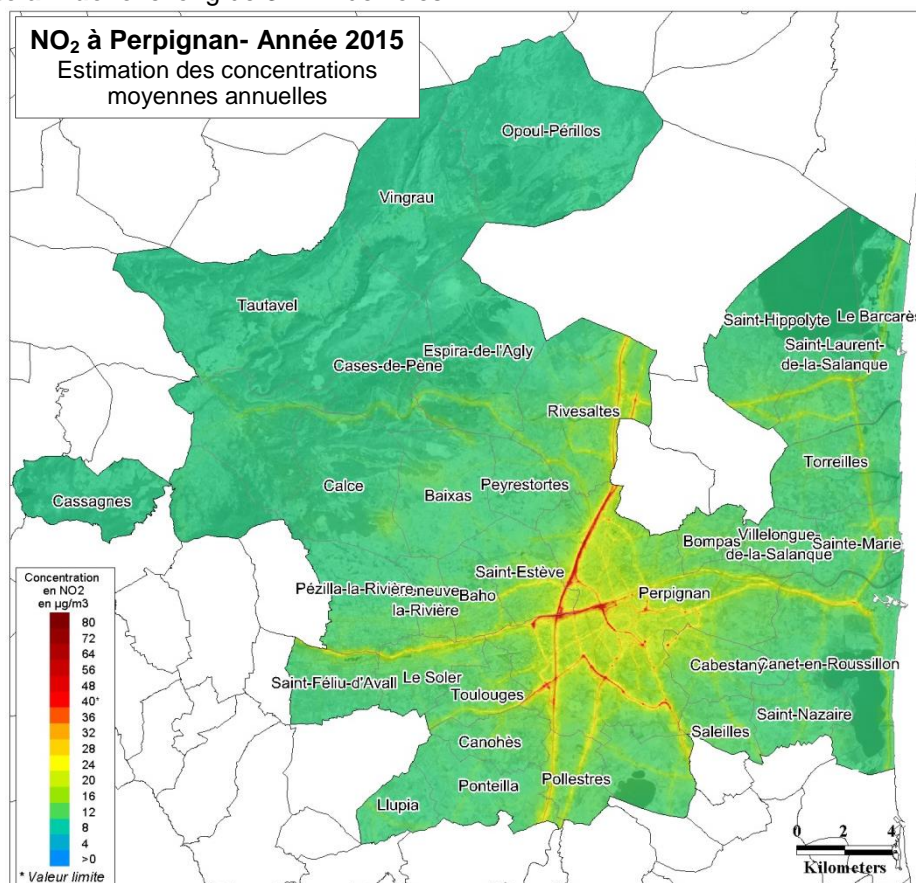 NO₂ à Perpignan- Année 2015
Estimation des concentrations
moyennes annuelles
Opoul-Périllos
Vingrau
Tautavel
Saint-Hippolyte
Le Barcarès
Saint-Laurent-
de-la-Salanque
Espira-de-l'Agly
Cases-de-Pène
Rivesaltes
Torreilles
Cassagnes
Calce
Baixas
Peyrestortes
Bompas
Villelongue-
de-la-Salanque
Sainte-Marie
Saint-Estève
Pézilla-la-Rivière
la-Rivière
Baho
Perpignan
Cabestany
Canet-en-Roussillon
Saint-Féliu-d'Avall
Le Soler
Toulouges
Saint-Nazaire
Saleilles
Canohès
Ponteilla
Pollestres
Llupia
Concentration
en NO2
en µg/m3
80
72
64
56
48
40*
36
32
28
24
20
16
12
8
4
>0
* Valeur limite
0 2 4
Kilometers